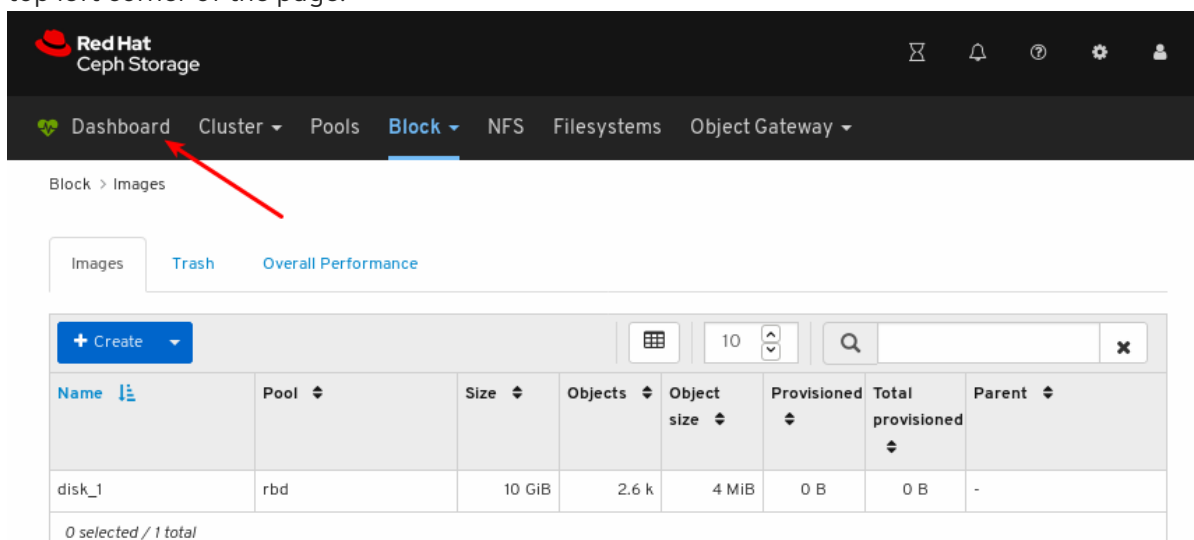 Red Hat
Ceph Storage
Dashboard Cluster Pools Block NFS Filesystems Object Gateway
Block > Images
Images Trash Overall Performance
Create 10
Name Pool Size Objects Object size Provisioned Total provisioned Parent
disk_1 rbd 10 GiB 2.6 k 4 MiB 0 B 0 B -
0 selected / 1 total